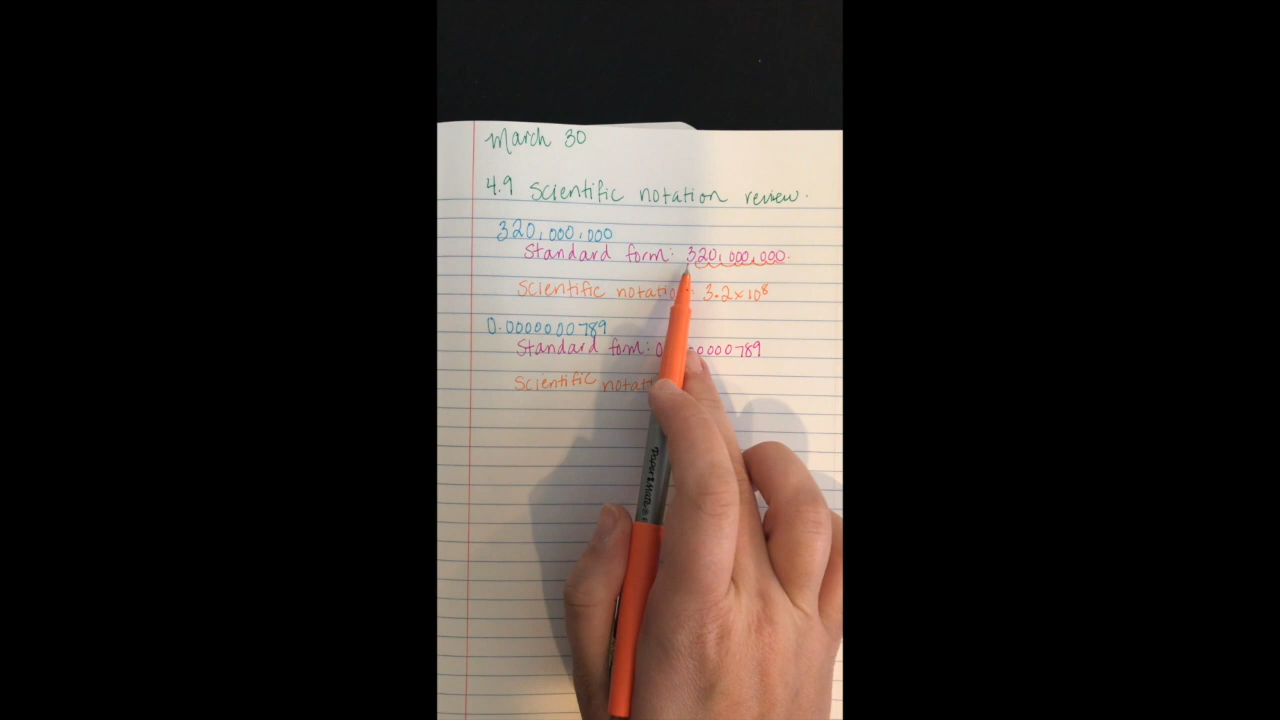 March 30
4.9 Scientific notation review.
320,000,000
Standard form: 320,000,000.
Scientific notation: 3.2×10⁸
0.0000000789
Standard form: 000789
Scientific
Paper Mate